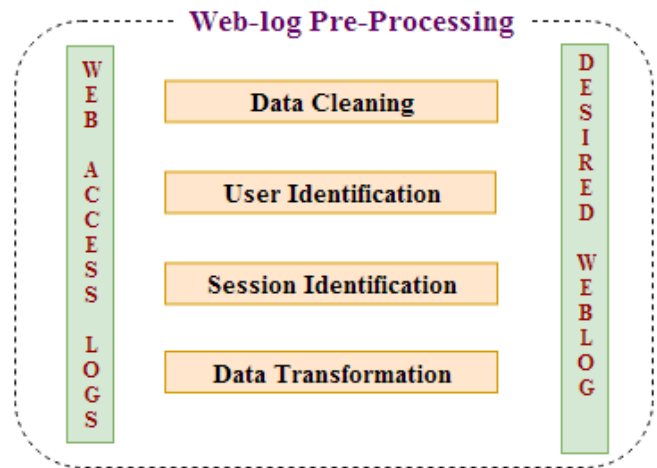 Web-log Pre-Processing
WEB ACCESS LOGS
Data Cleaning
User Identification
Session Identification
Data Transformation
DESIRED WEBLOG